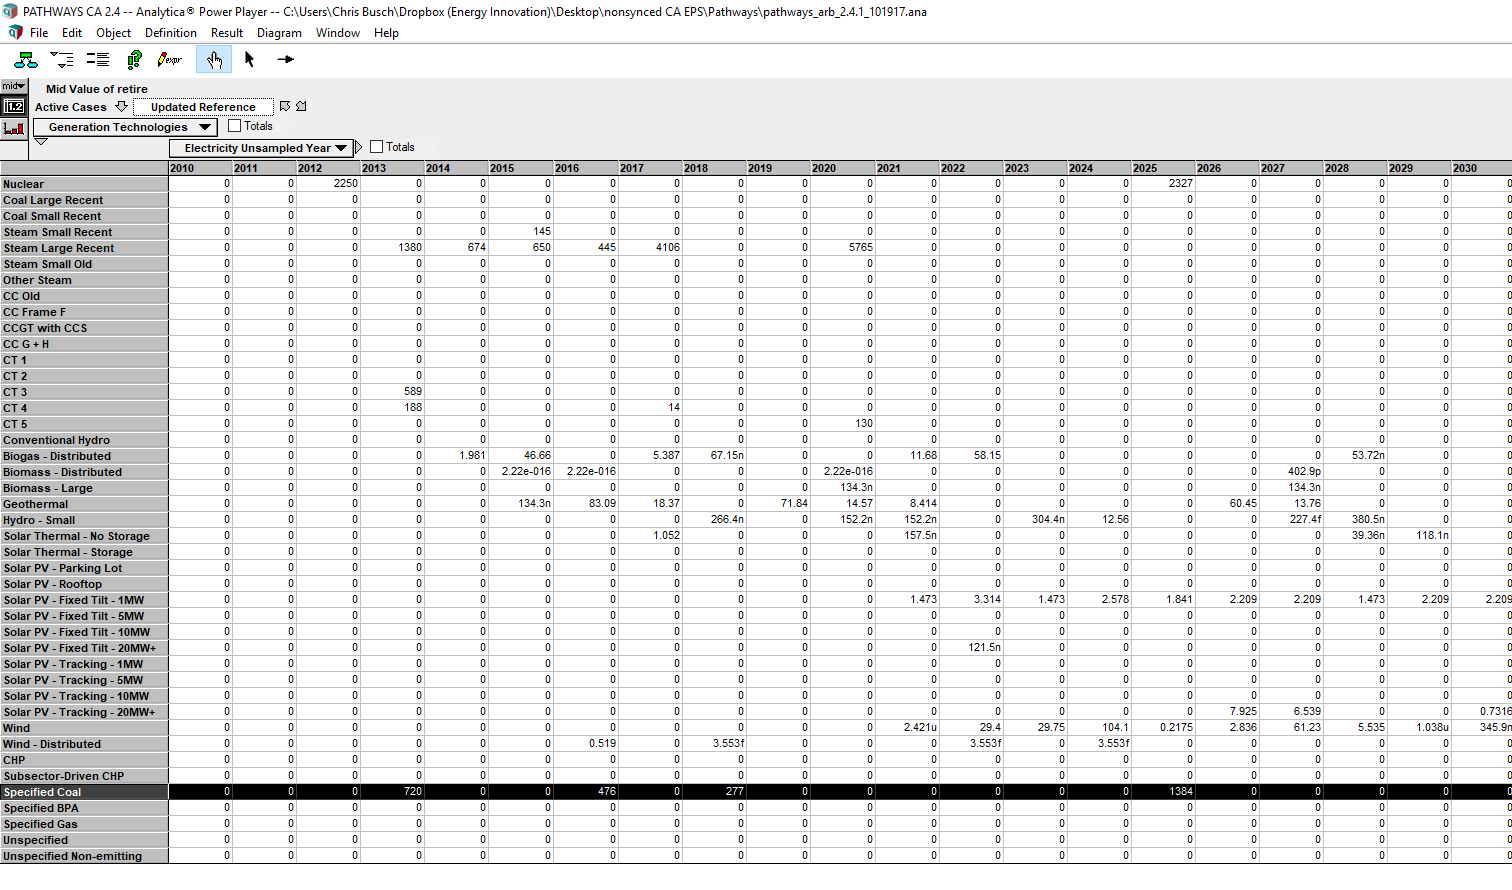 PATHWAYS CA 2.4 -- Analytica® Power Player -- C:\Users\Chris Busch\Dropbox (Energy Innovation)\Desktop\nonsynced CA EPS\Pathways\pathways_arb_2.4.1_101917.ana
File Edit Object Definition Result Diagram Window Help
expr
mid Mid Value of retire
1.2 Active Cases Updated Reference
Generation Technologies Totals
Electricity Unsampled Year Totals
2010 2011 2012 2013 2014 2015 2016 2017 2018 2019 2020 2021 2022 2023 2024 2025 2026 2027 2028 2029 2030
Nuclear 0 0 2250 0 0 0 0 0 0 0 0 0 0 0 0 2327 0 0 0 0 0
Coal Large Recent 0 0 0 0 0 0 0 0 0 0 0 0 0 0 0 0 0 0 0 0 0
Coal Small Recent 0 0 0 0 0 0 0 0 0 0 0 0 0 0 0 0 0 0 0 0 0
Steam Small Recent 0 0 0 0 0 145 0 0 0 0 0 0 0 0 0 0 0 0 0 0 0
Steam Large Recent 0 0 0 1380 674 650 445 4106 0 0 5765 0 0 0 0 0 0 0 0 0 0
Steam Small Old 0 0 0 0 0 0 0 0 0 0 0 0 0 0 0 0 0 0 0 0 0
Other Steam 0 0 0 0 0 0 0 0 0 0 0 0 0 0 0 0 0 0 0 0 0
CC Old 0 0 0 0 0 0 0 0 0 0 0 0 0 0 0 0 0 0 0 0 0
CC Frame F 0 0 0 0 0 0 0 0 0 0 0 0 0 0 0 0 0 0 0 0 0
CCGT with CCS 0 0 0 0 0 0 0 0 0 0 0 0 0 0 0 0 0 0 0 0 0
CC G + H 0 0 0 0 0 0 0 0 0 0 0 0 0 0 0 0 0 0 0 0 0
CT 1 0 0 0 0 0 0 0 0 0 0 0 0 0 0 0 0 0 0 0 0 0
CT 2 0 0 0 0 0 0 0 0 0 0 0 0 0 0 0 0 0 0 0 0 0
CT 3 0 0 0 589 0 0 0 0 0 0 0 0 0 0 0 0 0 0 0 0 0
CT 4 0 0 0 188 0 0 0 14 0 0 0 0 0 0 0 0 0 0 0 0 0
CT 5 0 0 0 0 0 0 0 0 0 0 130 0 0 0 0 0 0 0 0 0 0
Conventional Hydro 0 0 0 0 0 0 0 0 0 0 0 0 0 0 0 0 0 0 0 0 0
Biogas - Distributed 0 0 0 0 1.981 46.66 0 5.387 67.15n 0 0 11.68 58.15 0 0 0 0 0 53.72n 0 0
Biomass - Distributed 0 0 0 0 0 2.22e-016 2.22e-016 0 0 0 2.22e-016 0 0 0 0 0 0 402.9p 0 0 0
Biomass - Large 0 0 0 0 0 0 0 0 0 0 134.3n 0 0 0 0 0 0 134.3n 0 0 0
Geothermal 0 0 0 0 0 134.3n 83.09 18.37 0 71.84 14.57 8.414 0 0 0 0 60.45 13.76 0 0 0
Hydro - Small 0 0 0 0 0 0 0 0 266.4n 0 152.2n 152.2n 0 304.4n 12.56 0 0 227.4f 380.5n 0 0
Solar Thermal - No Storage 0 0 0 0 0 0 0 1.052 0 0 0 157.5n 0 0 0 0 0 0 39.36n 118.1n 0
Solar Thermal - Storage 0 0 0 0 0 0 0 0 0 0 0 0 0 0 0 0 0 0 0 0 0
Solar PV - Parking Lot 0 0 0 0 0 0 0 0 0 0 0 0 0 0 0 0 0 0 0 0 0
Solar PV - Rooftop 0 0 0 0 0 0 0 0 0 0 0 0 0 0 0 0 0 0 0 0 0
Solar PV - Fixed Tilt - 1MW 0 0 0 0 0 0 0 0 0 0 0 1.473 3.314 1.473 2.578 1.841 2.209 2.209 1.473 2.209 2.209
Solar PV - Fixed Tilt - 5MW 0 0 0 0 0 0 0 0 0 0 0 0 0 0 0 0 0 0 0 0 0
Solar PV - Fixed Tilt - 10MW 0 0 0 0 0 0 0 0 0 0 0 0 0 0 0 0 0 0 0 0 0
Solar PV - Fixed Tilt - 20MW+ 0 0 0 0 0 0 0 0 0 0 0 0 121.5n 0 0 0 0 0 0 0 0
Solar PV - Tracking - 1MW 0 0 0 0 0 0 0 0 0 0 0 0 0 0 0 0 0 0 0 0 0
Solar PV - Tracking - 5MW 0 0 0 0 0 0 0 0 0 0 0 0 0 0 0 0 0 0 0 0 0
Solar PV - Tracking - 10MW 0 0 0 0 0 0 0 0 0 0 0 0 0 0 0 0 0 0 0 0 0
Solar PV - Tracking - 20MW+ 0 0 0 0 0 0 0 0 0 0 0 0 0 0 0 0 7.925 6.539 0 0 0.7316
Wind 0 0 0 0 0 0 0 0 0 0 0 2.421u 29.4 29.75 104.1 0.2175 2.836 61.23 5.535 1.038u 345.9n
Wind - Distributed 0 0 0 0 0 0 0.519 0 3.553f 0 0 0 3.553f 0 3.553f 0 0 0 0 0 0
CHP 0 0 0 0 0 0 0 0 0 0 0 0 0 0 0 0 0 0 0 0 0
Subsector-Driven CHP 0 0 0 0 0 0 0 0 0 0 0 0 0 0 0 0 0 0 0 0 0
Specified Coal 0 0 0 720 0 0 476 0 277 0 0 0 0 0 0 1384 0 0 0 0 0
Specified BPA 0 0 0 0 0 0 0 0 0 0 0 0 0 0 0 0 0 0 0 0 0
Specified Gas 0 0 0 0 0 0 0 0 0 0 0 0 0 0 0 0 0 0 0 0 0
Unspecified 0 0 0 0 0 0 0 0 0 0 0 0 0 0 0 0 0 0 0 0 0
Unspecified Non-emitting 0 0 0 0 0 0 0 0 0 0 0 0 0 0 0 0 0 0 0 0 0